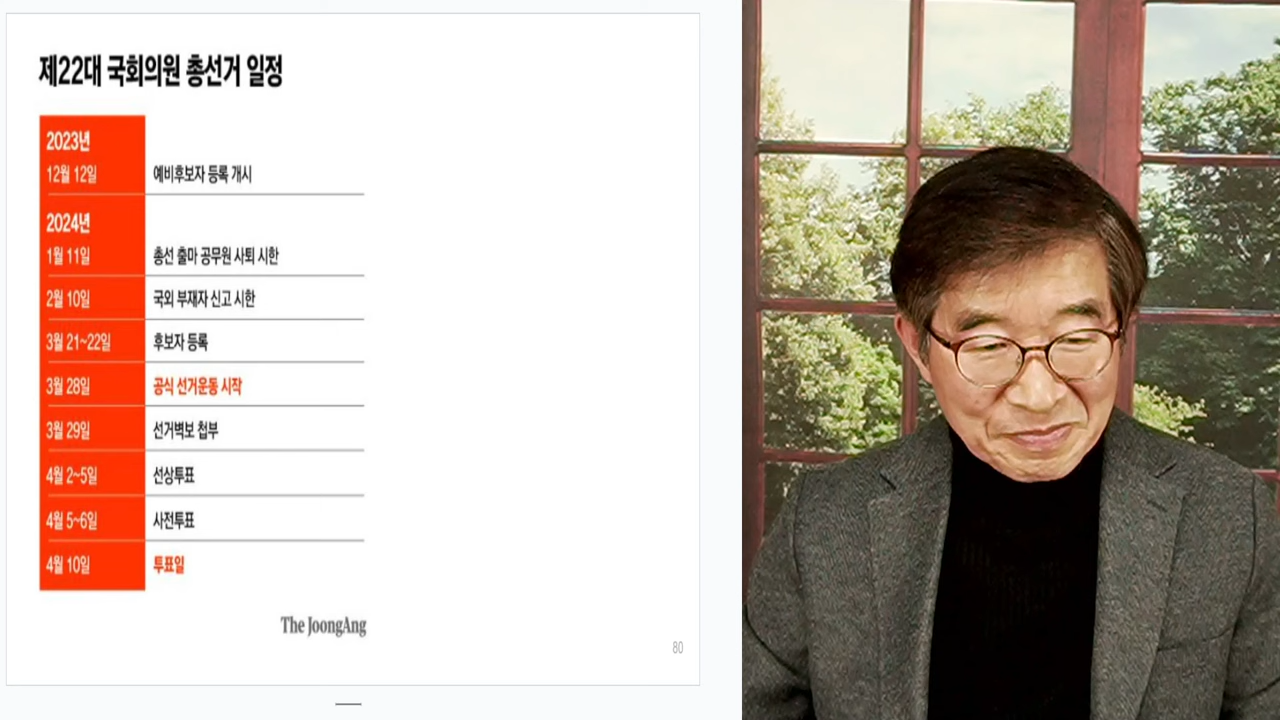 제22대 국회의원 총선거 일정
2023년
12월 12일 예비후보자 등록 개시
2024년
1월 11일 총선 출마 공무원 사퇴 시한
2월 10일 국외 부재자 신고 시한
3월 21~22일 후보자 등록
3월 28일 공식 선거운동 시작
3월 29일 선거벽보 첩부
4월 2~5일 선상투표
4월 5~6일 사전투표
4월 10일 투표일
The JoongAng
80